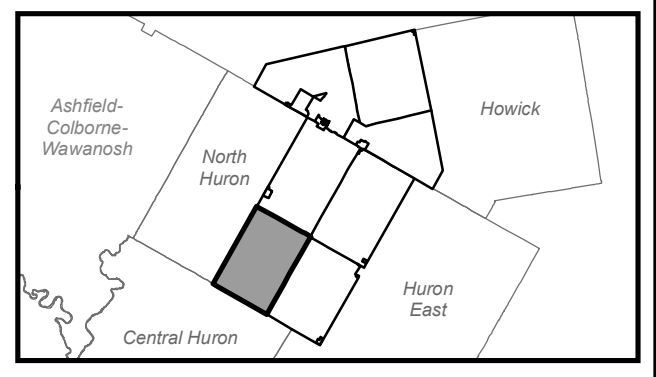 Ashfield-
Colborne-
Wawanosh
North
Huron
Howick
Huron
East
Central Huron